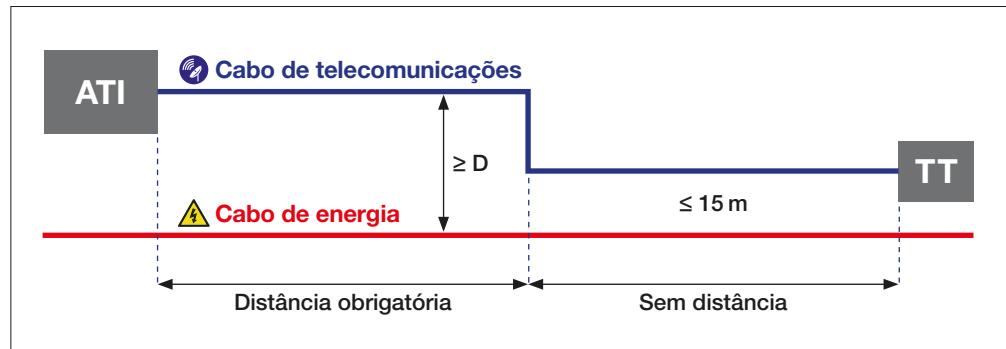 ATI
Cabo de telecomunicações
≥ D
TT
≤ 15 m
Cabo de energia
Distância obrigatória
Sem distância